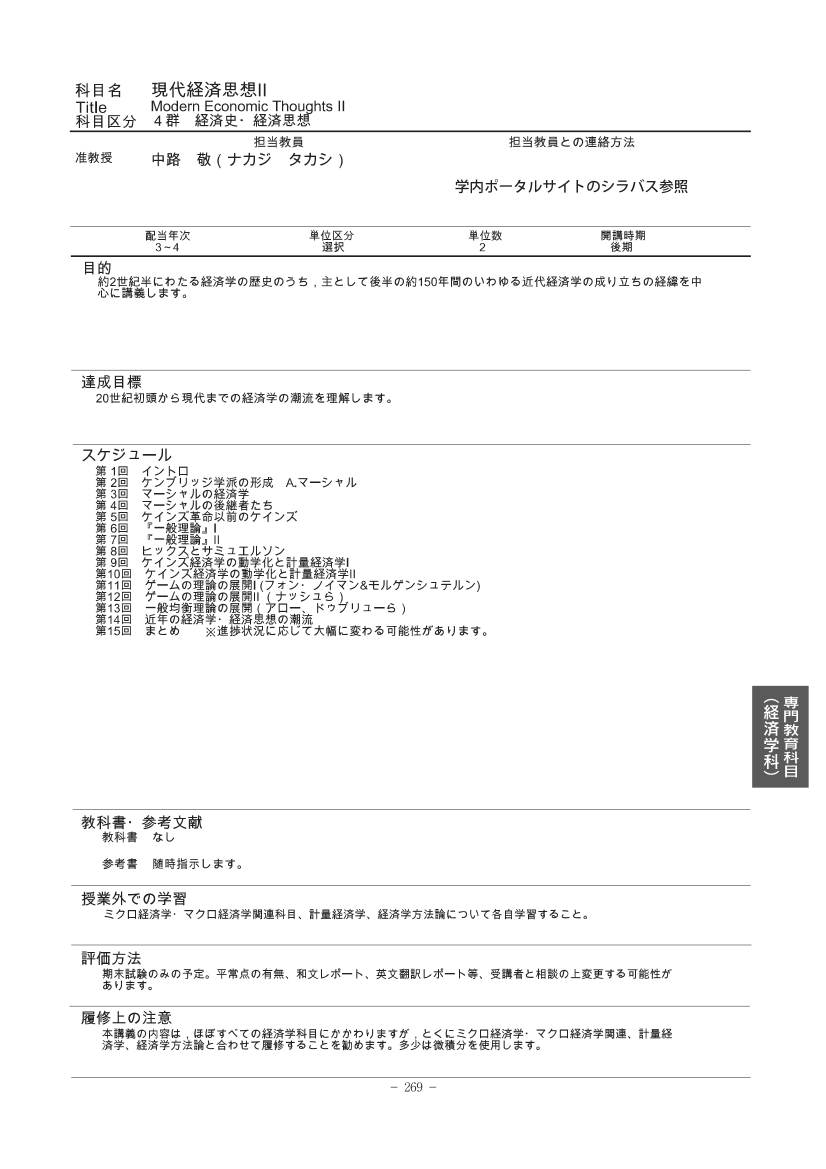 科目名　現代経済思想II
Title　Modern Economic Thoughts II
科目区分　４群　経済史・経済思想
担当教員　担当教員との連絡方法
准教授　中路　敬（ナカジ　タカシ）
学内ポータルサイトのシラバス参照
配当年次　単位区分　単位数　開講時期
3～4　選択　2　後期
目的
約2世紀半にわたる経済学の歴史のうち，主として後半の約150年間のいわゆる近代経済学の成り立ちの経緯を中
心に講義します。
達成目標
20世紀初頭から現代までの経済学の潮流を理解します。
スケジュール
第 1回　イントロ
第 2回　ケンブリッジ学派の形成　A.マーシャル
第 3回　マーシャルの経済学
第 4回　マーシャルの後継者たち
第 5回　ケインズ革命以前のケインズ
第 6回　『一般理論』I
第 7回　『一般理論』II
第 8回　ヒックスとサミュエルソン
第 9回　ケインズ経済学の動学化と計量経済学I
第10回　ケインズ経済学の動学化と計量経済学II
第11回　ゲームの理論の展開I (フォン・ノイマン&モルゲンシュテルン)
第12回　ゲームの理論の展開II（ナッシュら）
第13回　一般均衡理論の展開（アロー、ドゥブリューら）
第14回　近年の経済学・経済思想の潮流
第15回　まとめ　　※進捗状況に応じて大幅に変わる可能性があります。
専門教育科目
（経済学科）
教科書・参考文献
教科書　なし
参考書　随時指示します。
授業外での学習
ミクロ経済学・マクロ経済学関連科目、計量経済学、経済学方法論について各自学習すること。
評価方法
期末試験のみの予定。平常点の有無、和文レポート、英文翻訳レポート等、受講者と相談の上変更する可能性が
あります。
履修上の注意
本講義の内容は，ほぼすべての経済学科目にかかわりますが，とくにミクロ経済学・マクロ経済学関連、計量経
済学、経済学方法論と合わせて履修することを勧めます。多少は微積分を使用します。
− 269 −